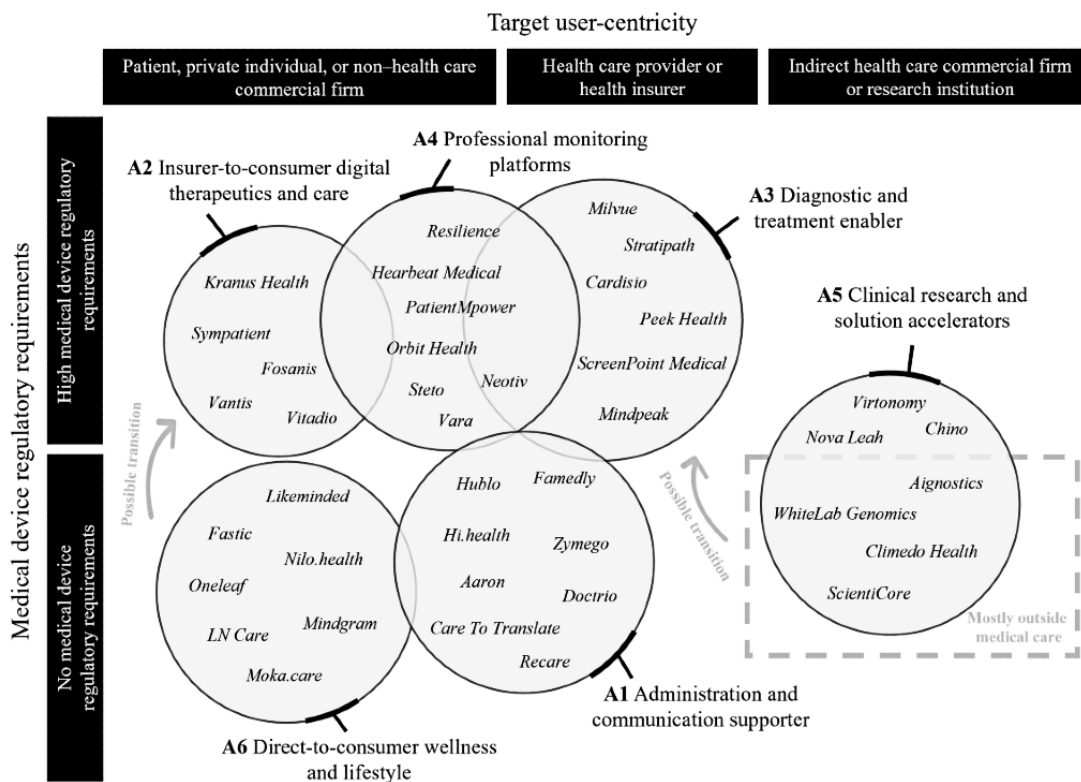 Target user-centricity
Patient, private individual, or non–health care
commercial firm
Health care provider or
health insurer
Indirect health care commercial firm
or research institution
Medical device regulatory requirements
High medical device regulatory
requirements
No medical device
regulatory requirements
A2 Insurer-to-consumer digital
therapeutics and care
A4 Professional monitoring
platforms
A3 Diagnostic and
treatment enabler
A5 Clinical research and
solution accelerators
Kranus Health
Sympatient
Fosanis
Vantis
Vitadio
Resilience
Hearbeat Medical
PatientMpower
Orbit Health
Steto
Neotiv
Vara
Milvue
Stratipath
Cardisio
Peek Health
ScreenPoint Medical
Mindpeak
Virtonomy
Nova Leah
Chino
Aignostics
WhiteLab Genomics
Climedo Health
ScientiCore
Mostly outside
medical care
Possible transition
Possible transition
Likeminded
Fastic
Nilo.health
Oneleaf
LN Care
Mindgram
Moka.care
Hublo
Famedly
Hi.health
Zymego
Aaron
Doctrio
Care To Translate
Recare
A1 Administration and
communication supporter
A6 Direct-to-consumer wellness
and lifestyle